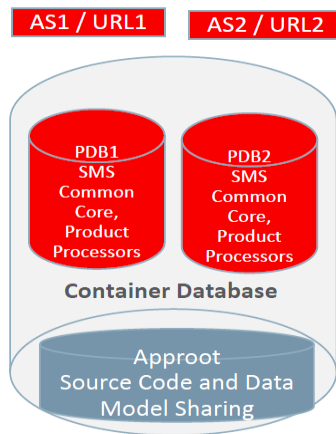 AS1 / URL1
AS2 / URL2
PDB1
SMS
Common
Core,
Product
Processors
PDB2
SMS
Common
Core,
Product
Processors
Container Database
Approot
Source Code and Data
Model Sharing